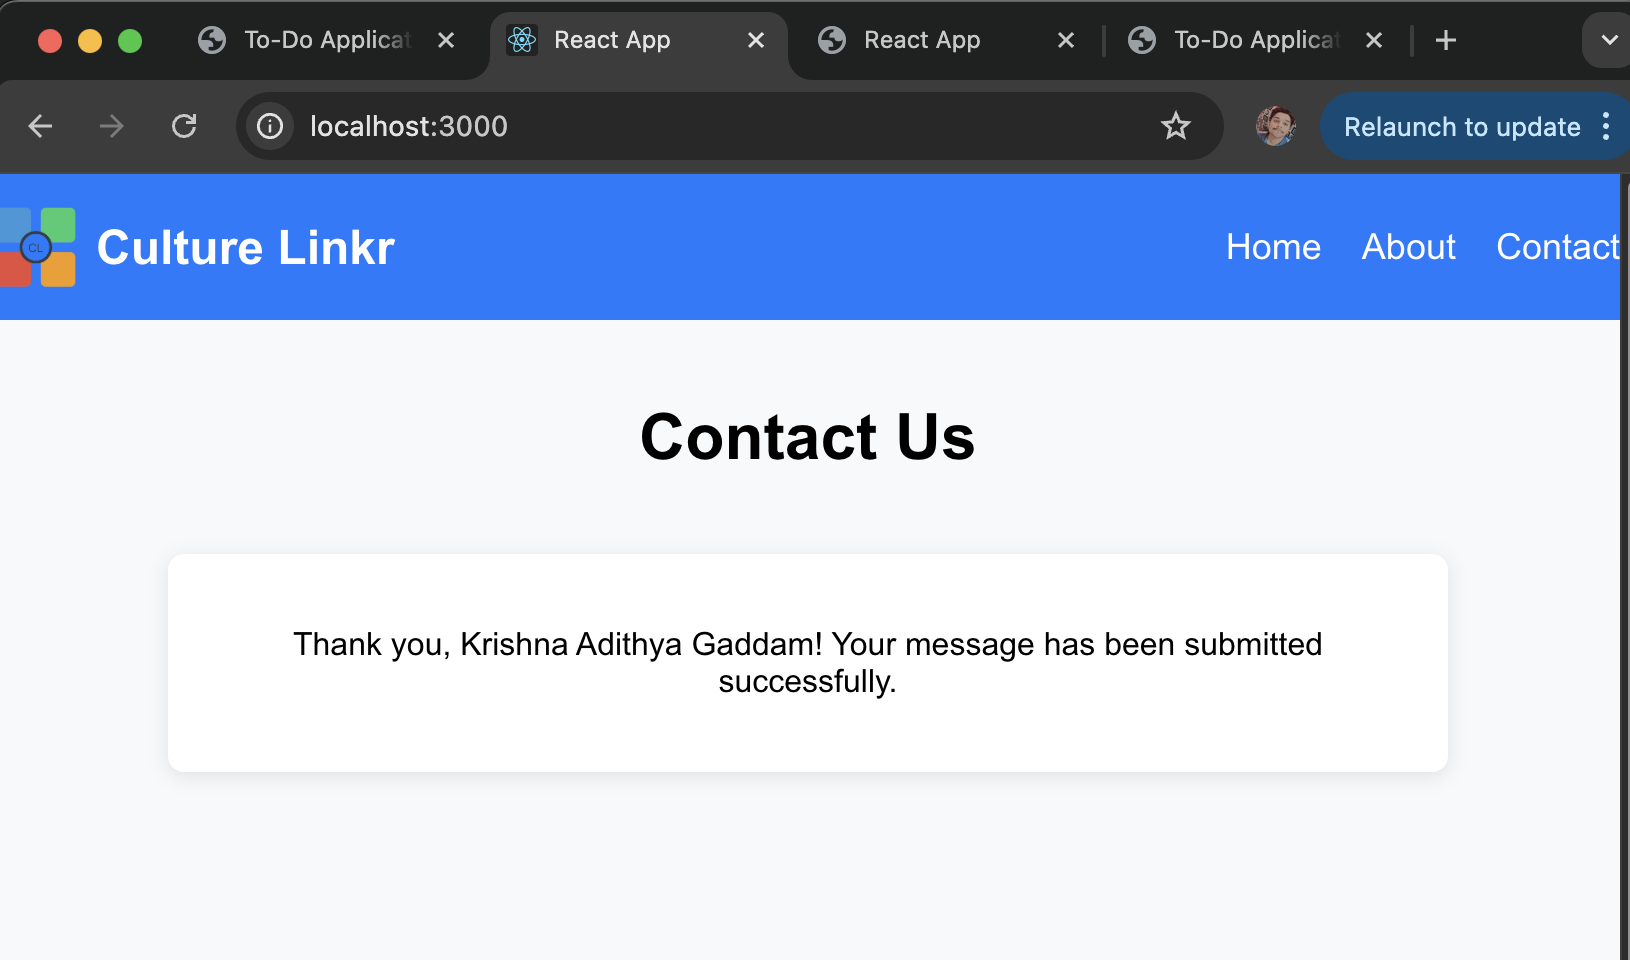 To-Do Applicat
React App
React App
To-Do Applicat
localhost:3000
Relaunch to update
CL
Culture Linkr
Home About Contact
Contact Us
Thank you, Krishna Adithya Gaddam! Your message has been submitted
successfully.